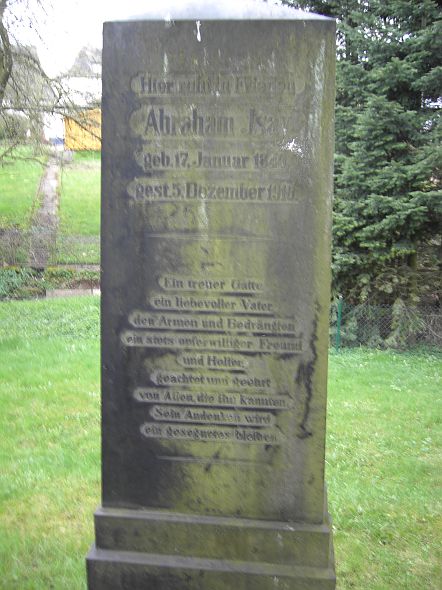 Hier ruht in Frieden
Abraham Isay
geb. 17. Januar
gest. 5. Dezember
Ein treuer Gatte
ein liebevoller Vater
den Armen und Bedrängten
ein stets opferwilliger Freund
und Helfer,
geachtet und geehrt
von Allen, die ihn kannten.
Sein Andenken wird
ein gesegnetes bleiben.